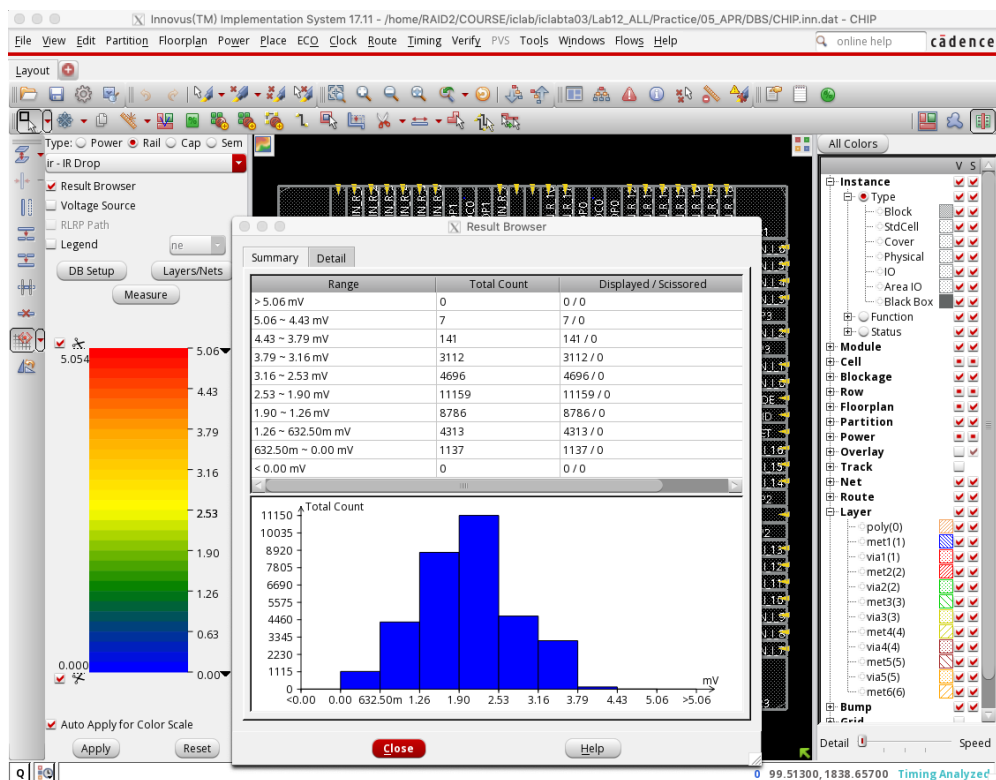 Innovus(TM) Implementation System 17.11 - /home/RAID2/COURSE/iclab/iclabta03/Lab12_ALL/Practice/05_APR/DBS/CHIP.inn.dat - CHIP
File View Edit Partition Floorplan Power Place ECO Clock Route Timing Verify PVS Tools Windows Flows Help
online help
cādence
Layout
Type: Power Rail Cap Sem
ir - IR Drop
Result Browser
Voltage Source
RLRP Path
Legend
ne
DB Setup
Layers/Nets
Measure
5.054
5.06
4.43
3.79
3.16
2.53
1.90
1.26
0.63
0.000
0.00
Auto Apply for Color Scale
Apply
Reset
Result Browser
Summary
Detail
Range Total Count Displayed / Scissored
> 5.06 mV 0 0 / 0
5.06 ~ 4.43 mV 7 7 / 0
4.43 ~ 3.79 mV 141 141 / 0
3.79 ~ 3.16 mV 3112 3112 / 0
3.16 ~ 2.53 mV 4696 4696 / 0
2.53 ~ 1.90 mV 11159 11159 / 0
1.90 ~ 1.26 mV 8786 8786 / 0
1.26 ~ 632.50m mV 4313 4313 / 0
632.50m ~ 0.00 mV 1137 1137 / 0
< 0.00 mV 0 0 / 0
Total Count
11150
10035
8920
7805
6690
5575
4460
3345
2230
1115
0
mV
<0.00 0.00 632.50m 1.26 1.90 2.53 3.16 3.79 4.43 5.06 >5.06
Close
Help
All Colors
V S
Instance
Type
Block
StdCell
Cover
Physical
IO
Area IO
Black Box
Function
Status
Module
Cell
Blockage
Row
Floorplan
Partition
Power
Overlay
Track
Net
Route
Layer
poly(0)
met1(1)
via1(1)
met2(2)
via2(2)
met3(3)
via3(3)
met4(4)
via4(4)
met5(5)
via5(5)
met6(6)
Bump
Grid
Detail
Speed
Q
0 99.51300, 1838.65700 Timing Analyzed